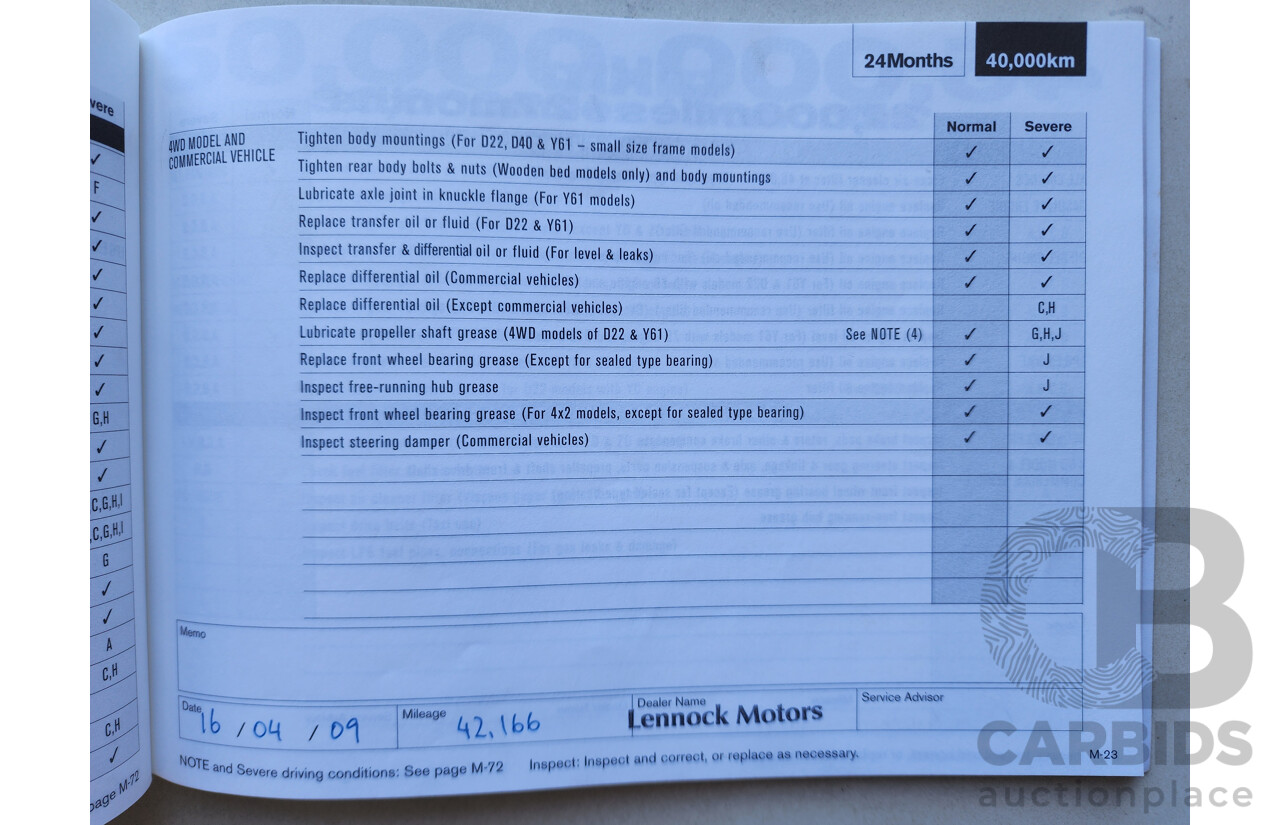 24Months 40,000km
Normal Severe
4WD MODEL AND
COMMERCIAL VEHICLE
Tighten body mountings (For D22, D40 & Y61 – small size frame models) ✓ ✓
Tighten rear body bolts & nuts (Wooden bed models only) and body mountings ✓ ✓
Lubricate axle joint in knuckle flange (For Y61 models) ✓ ✓
Replace transfer oil or fluid (For D22 & Y61) ✓ ✓
Inspect transfer & differential oil or fluid (For level & leaks) ✓ ✓
Replace differential oil (Commercial vehicles) ✓ ✓
Replace differential oil (Except commercial vehicles) C,H
Lubricate propeller shaft grease (4WD models of D22 & Y61) See NOTE (4) ✓ G,H,J
Replace front wheel bearing grease (Except for sealed type bearing) ✓ J
Inspect free-running hub grease ✓ J
Inspect front wheel bearing grease (For 4x2 models, except for sealed type bearing) ✓ ✓
Inspect steering damper (Commercial vehicles) ✓ ✓
Memo
Date 16 / 04 / 09 Mileage 42,166 Dealer Name Lennock Motors Service Advisor
NOTE and Severe driving conditions: See page M-72 Inspect: Inspect and correct, or replace as necessary. M-23
vere
✓
F
✓
✓
✓
✓
✓
✓
✓
G,H
✓
✓
C,G,H,I
C,G,H,I
G
✓
✓
A
C,H
C,H
✓
page M-72
CB
CARBIDS
auctionplace